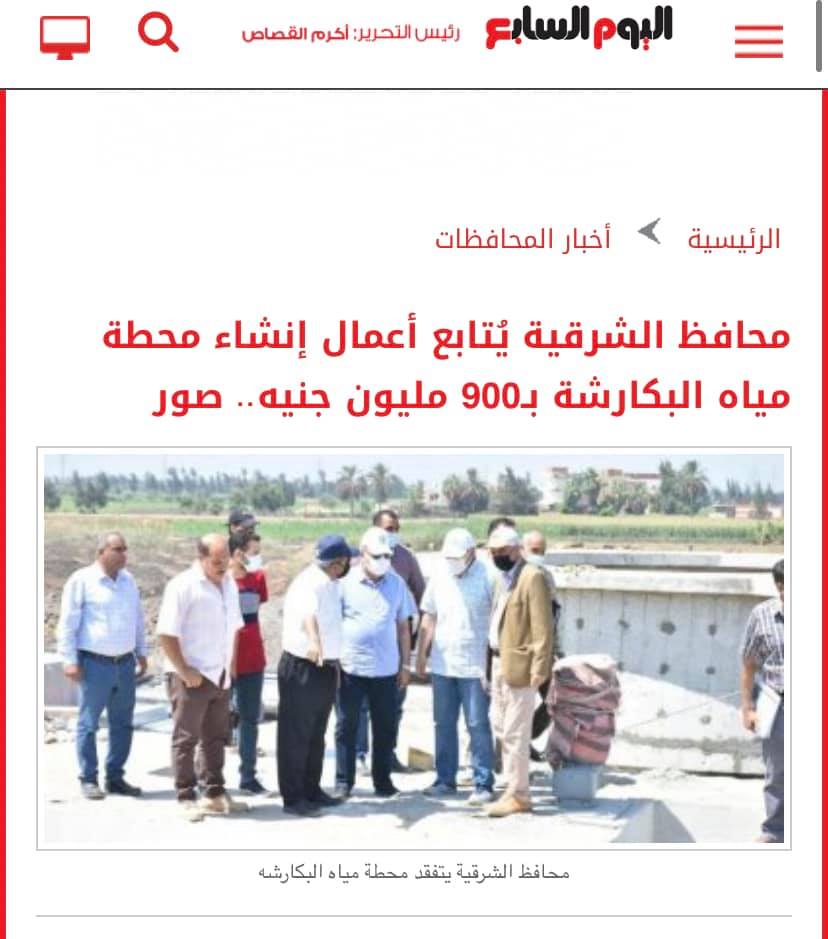 اليوم السابع
رئيس التحرير: أكرم القصاص
الرئيسية
أخبار المحافظات
محافظ الشرقية يُتابع أعمال إنشاء محطة
مياه البكارشة بـ900 مليون جنيه.. صور
محافظ الشرقية يتفقد محطة مياه البكارشه